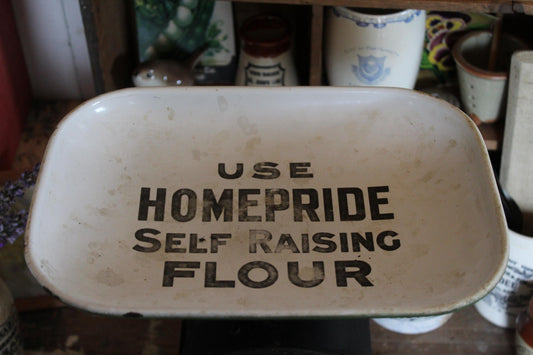 USE
HOMEPRIDE
SELF RAISING
FLOUR